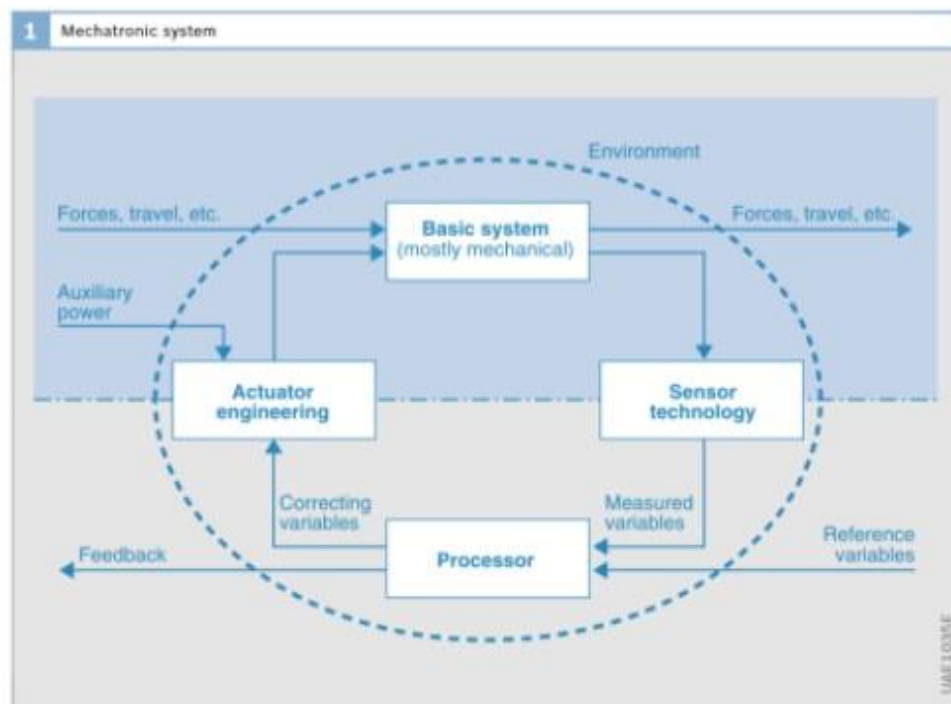 1 Mechatronic system
Environment
Forces, travel, etc.
Basic system
(mostly mechanical)
Forces, travel, etc.
Auxiliary
power
Actuator
engineering
Sensor
technology
Correcting
variables
Measured
variables
Reference
variables
Feedback
Processor
UAE1035E